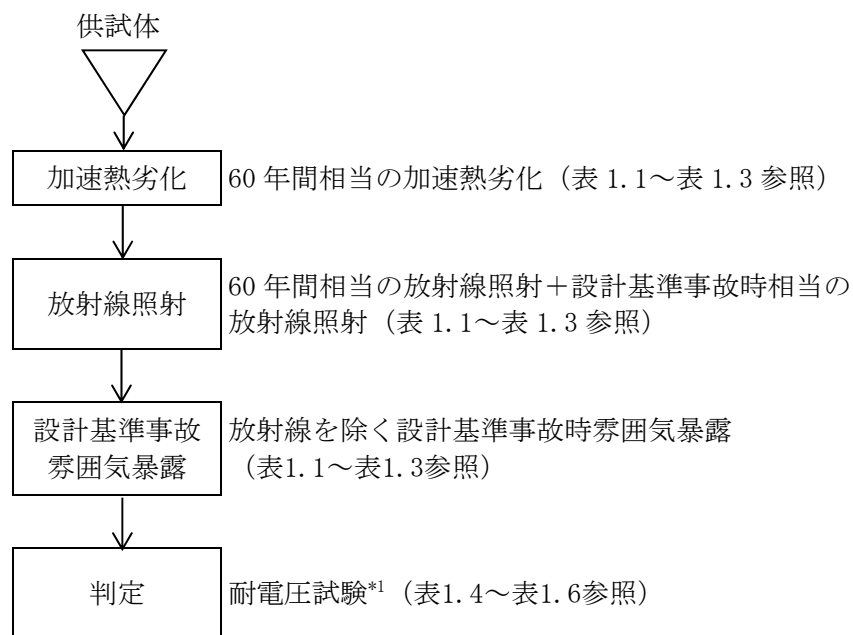 供試体
加速熱劣化
60 年間相当の加速熱劣化（表 1.1～表 1.3 参照）
放射線照射
60 年間相当の放射線照射＋設計基準事故時相当の
放射線照射（表 1.1～表 1.3 参照）
設計基準事故
雰囲気暴露
放射線を除く設計基準事故時雰囲気暴露
（表1.1～表1.3参照）
判定
耐電圧試験*1（表1.4～表1.6参照）